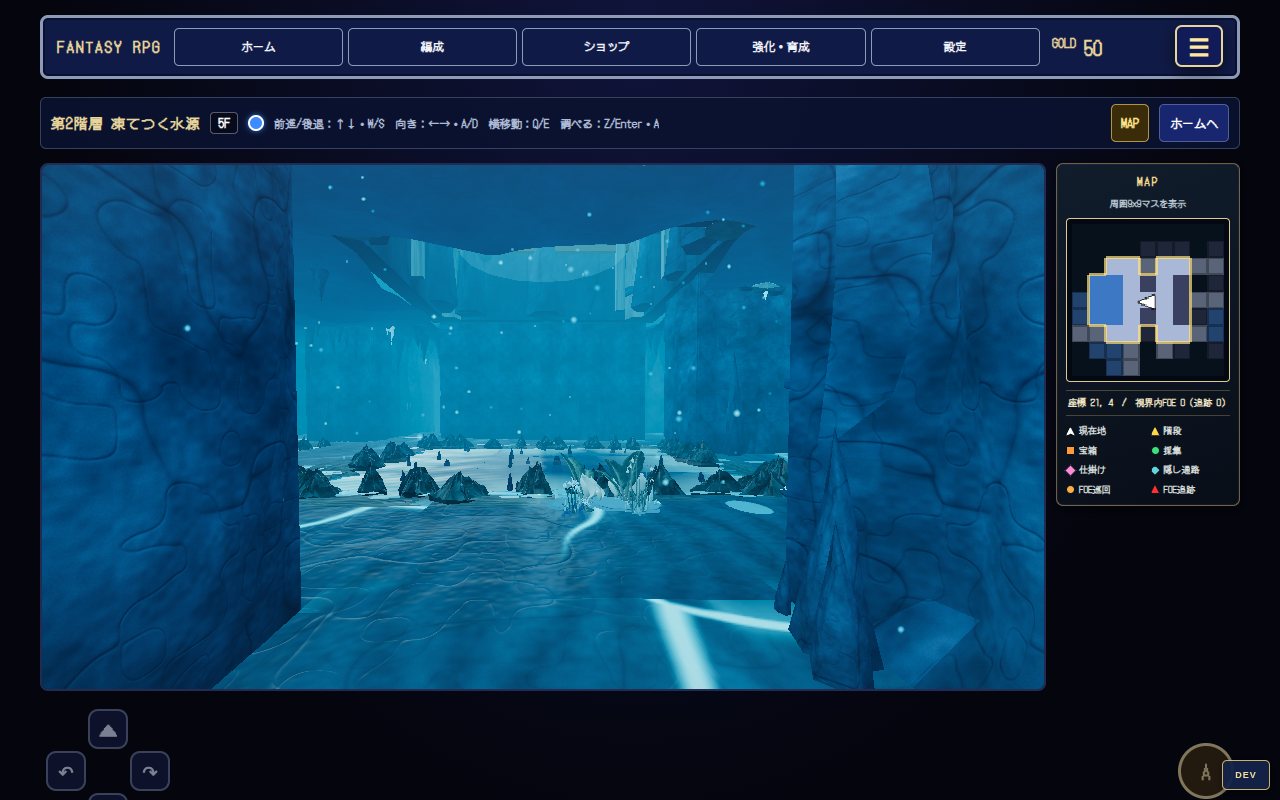 FANTASY RPG
ホーム
編成
ショップ
強化・育成
設定
GOLD 50
第2階層 凍てつく水源
5F
前進/後退：↑↓・W/S 向き：←→・A/D 横移動：Q/E 調べる：Z/Enter・A
MAP
ホームへ
MAP
周囲9x9マスを表示
座標 21, 4 / 視界内FOE 0 (追跡 0)
現在地
階段
宝箱
採集
仕掛け
隠し通路
FOE巡回
FOE追跡
A
DEV